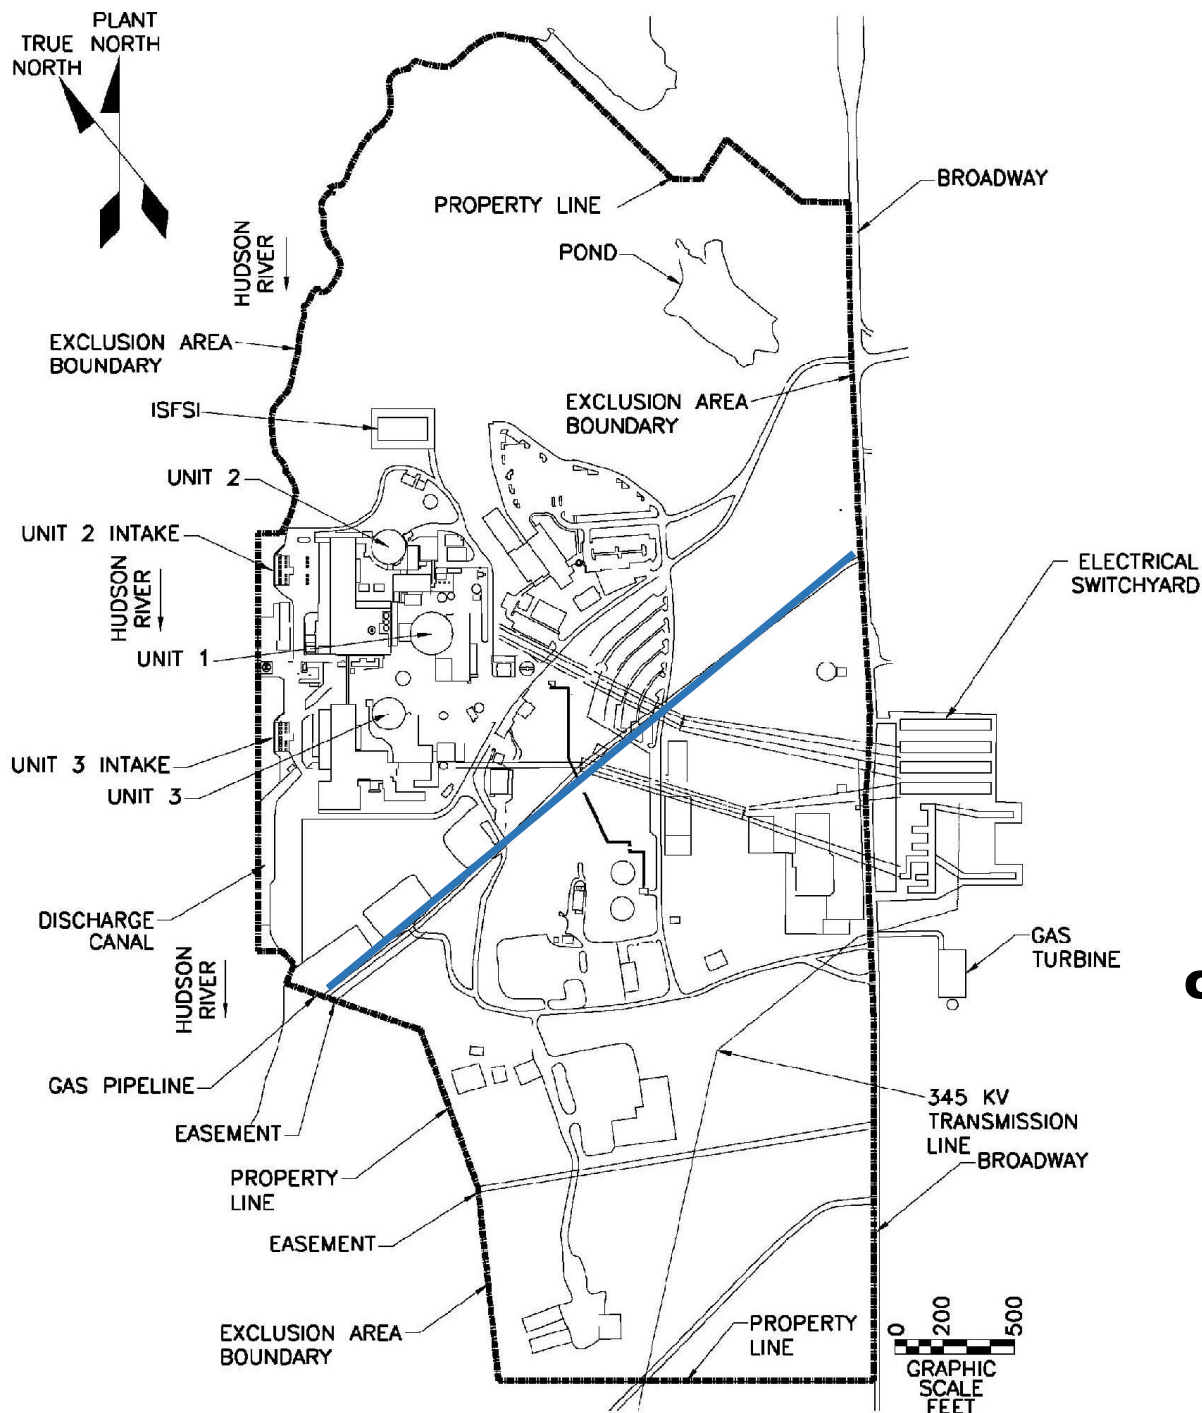 PLANT
NORTH
TRUE
NORTH
BROADWAY
PROPERTY LINE
HUDSON
RIVER
POND
EXCLUSION AREA
BOUNDARY
EXCLUSION AREA
BOUNDARY
ISFSI
UNIT 2
UNIT 2 INTAKE
HUDSON
RIVER
ELECTRICAL
SWITCHYARD
UNIT 1
UNIT 3 INTAKE
UNIT 3
DISCHARGE
CANAL
GAS
TURBINE
HUDSON
RIVER
GAS PIPELINE
EASEMENT
345 KV
TRANSMISSION
LINE
PROPERTY
LINE
BROADWAY
EASEMENT
EXCLUSION AREA
BOUNDARY
PROPERTY
LINE
0 200 500
GRAPHIC
SCALE
FEET